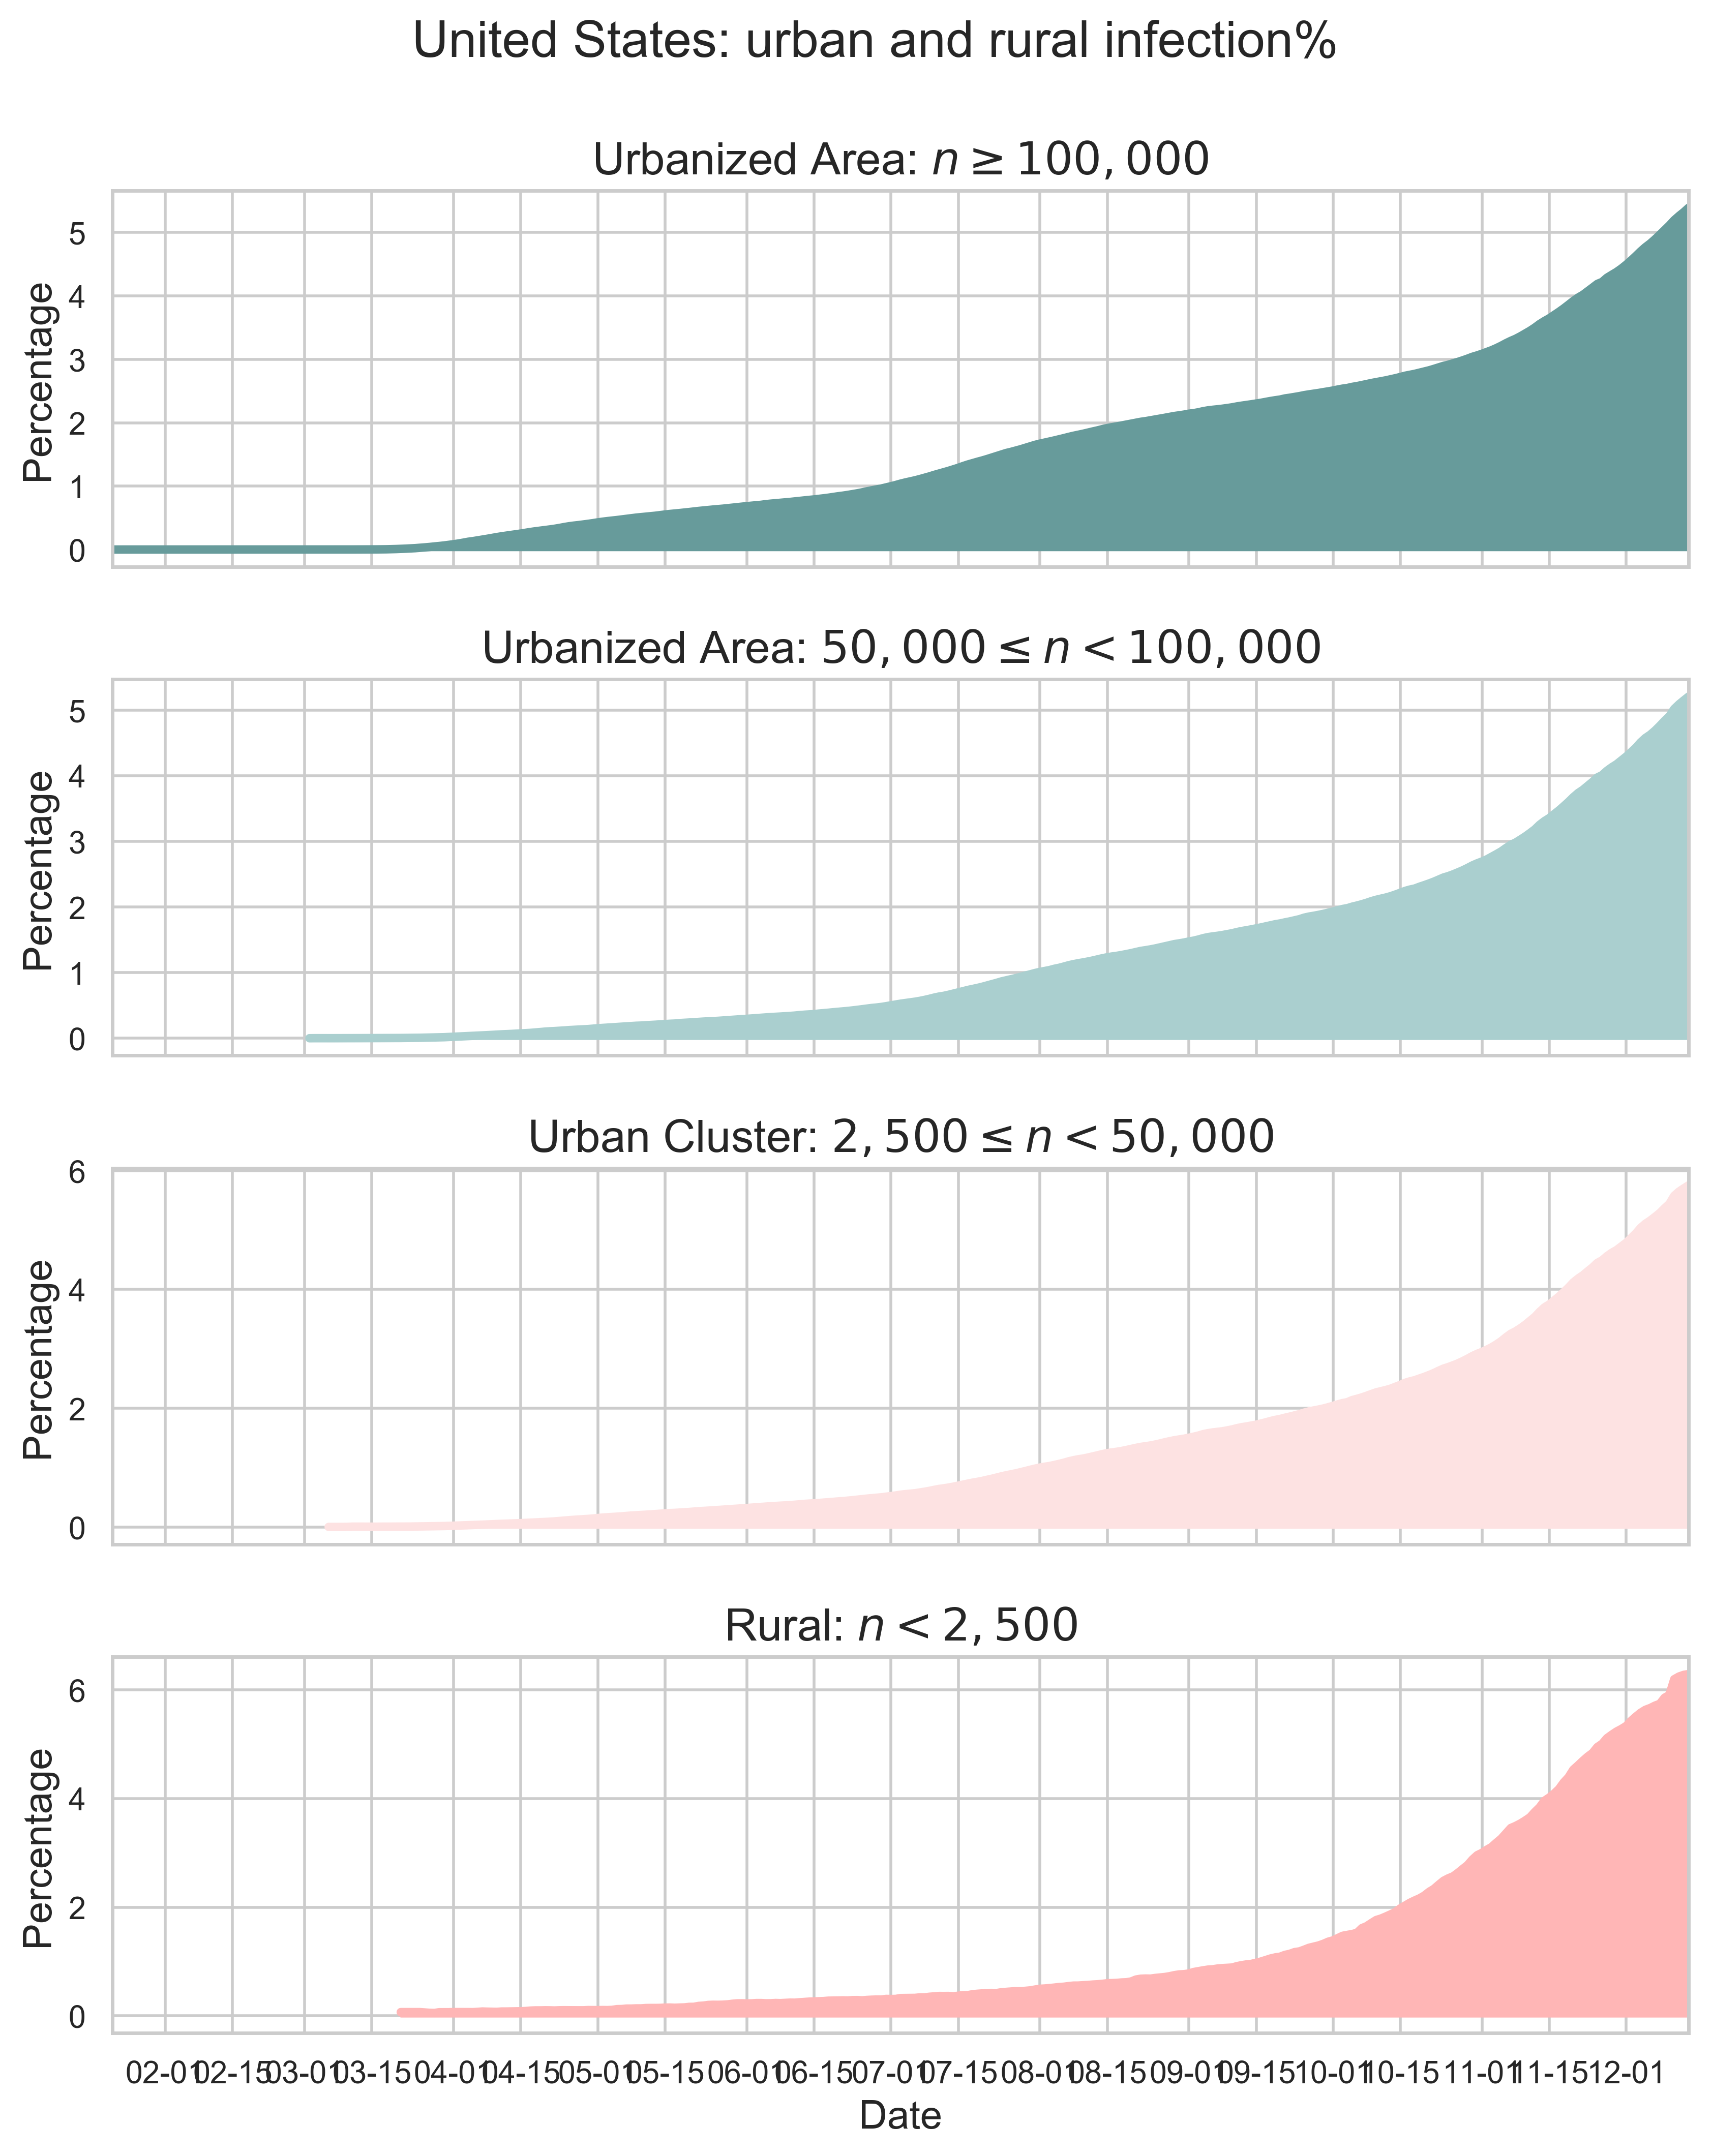 United States: urban and rural infection%
Urbanized Area: n ≥ 100, 000
Percentage
5
4
3
2
1
0
Urbanized Area: 50, 000 ≤ n < 100, 000
Percentage
5
4
3
2
1
0
Urban Cluster: 2, 500 ≤ n < 50, 000
Percentage
6
4
2
0
Rural: n < 2, 500
Percentage
6
4
2
0
02-01 02-15 03-01 03-15 04-01 04-15 05-01 05-15 06-01 06-15 07-01 07-15 08-01 08-15 09-01 09-15 10-01 10-15 11-01 11-15 12-01
Date